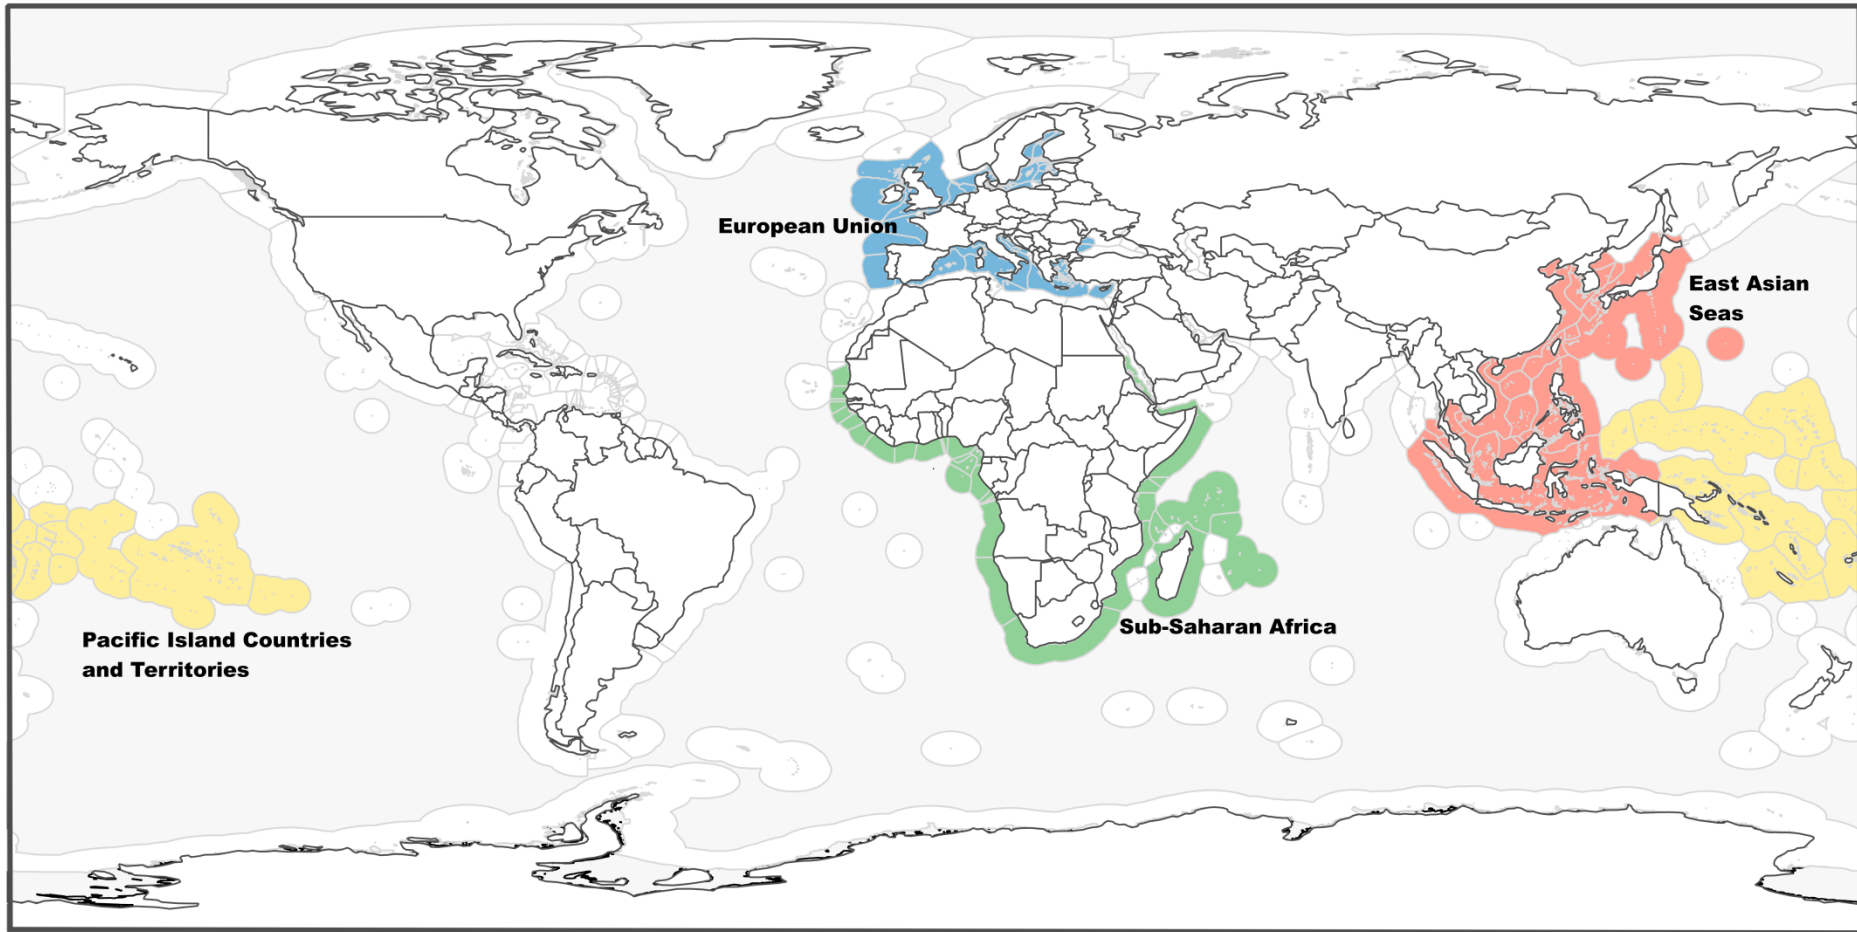 European Union
East Asian
Seas
Sub-Saharan Africa
Pacific Island Countries
and Territories